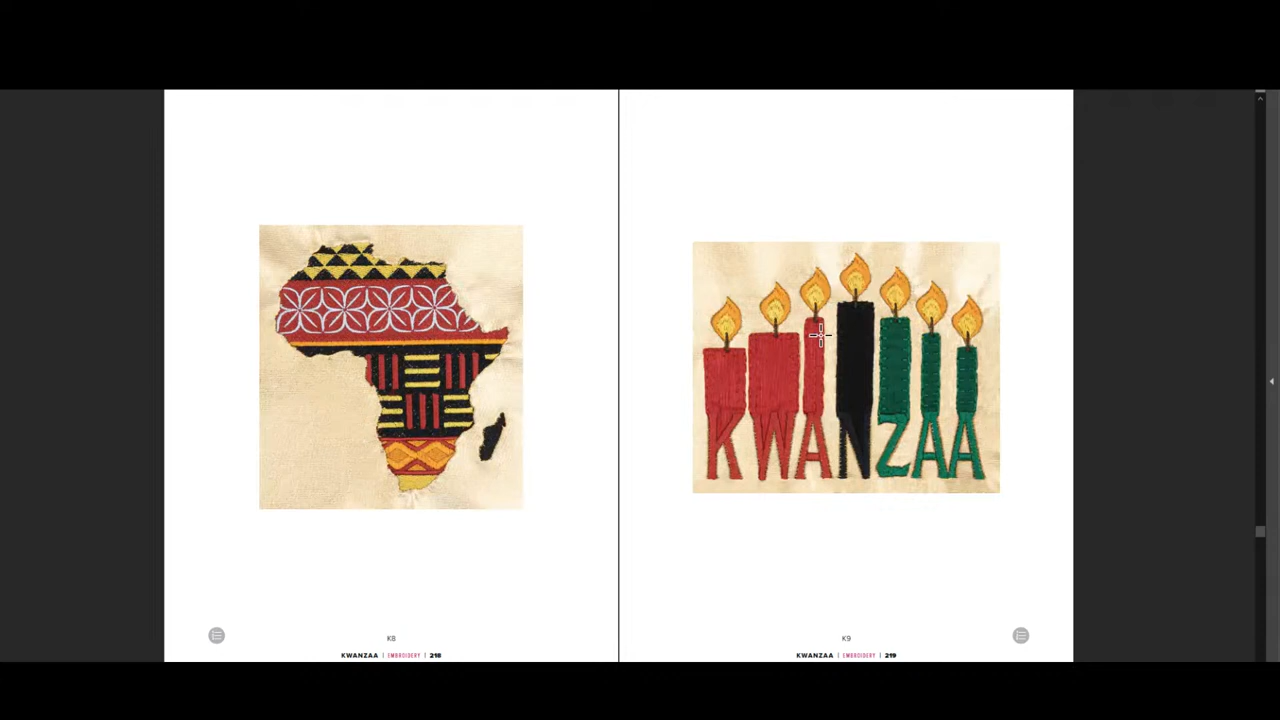 KWANZAA
K8
KWANZAA | EMBROIDERY | 218
K9
KWANZAA | EMBROIDERY | 219